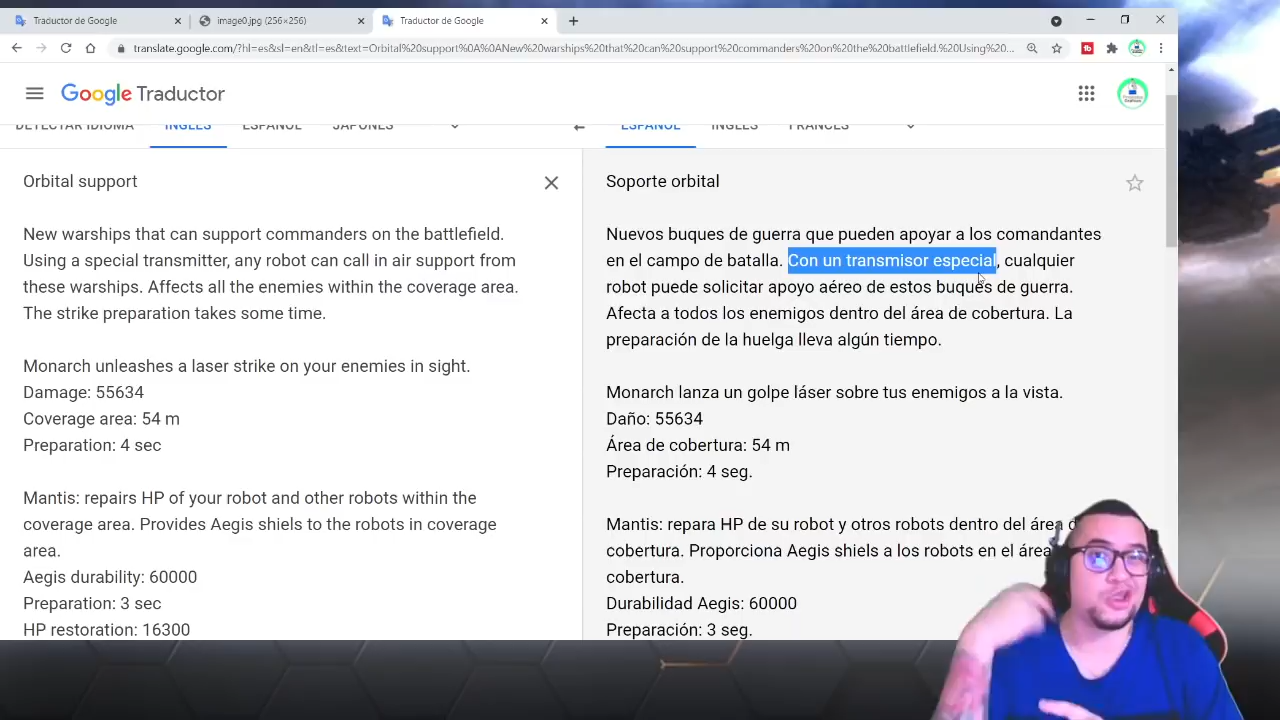 Traductor de Google
image0.jpg (256×256)
Traductor de Google
translate.google.com/?hl=es&sl=en&tl=es&text=Orbital%20support%0A%0ANew%20warships%20that%20can%20support%20commanders%20on%20the%20battlefield.%20Using%20...
Google Traductor
DETECTAR IDIOMA INGLÉS ESPAÑOL JAPONÉS ESPAÑOL INGLÉS FRANCÉS
Orbital support
New warships that can support commanders on the battlefield.
Using a special transmitter, any robot can call in air support from
these warships. Affects all the enemies within the coverage area.
The strike preparation takes some time.
Monarch unleashes a laser strike on your enemies in sight.
Damage: 55634
Coverage area: 54 m
Preparation: 4 sec
Mantis: repairs HP of your robot and other robots within the
coverage area. Provides Aegis shiels to the robots in coverage
area.
Aegis durability: 60000
Preparation: 3 sec
HP restoration: 16300
Soporte orbital
Nuevos buques de guerra que pueden apoyar a los comandantes
en el campo de batalla. Con un transmisor especial, cualquier
robot puede solicitar apoyo aéreo de estos buques de guerra.
Afecta a todos los enemigos dentro del área de cobertura. La
preparación de la huelga lleva algún tiempo.
Monarch lanza un golpe láser sobre tus enemigos a la vista.
Daño: 55634
Área de cobertura: 54 m
Preparación: 4 seg.
Mantis: repara HP de su robot y otros robots dentro del área
cobertura. Proporciona Aegis shiels a los robots en el área
cobertura.
Durabilidad Aegis: 60000
Preparación: 3 seg.